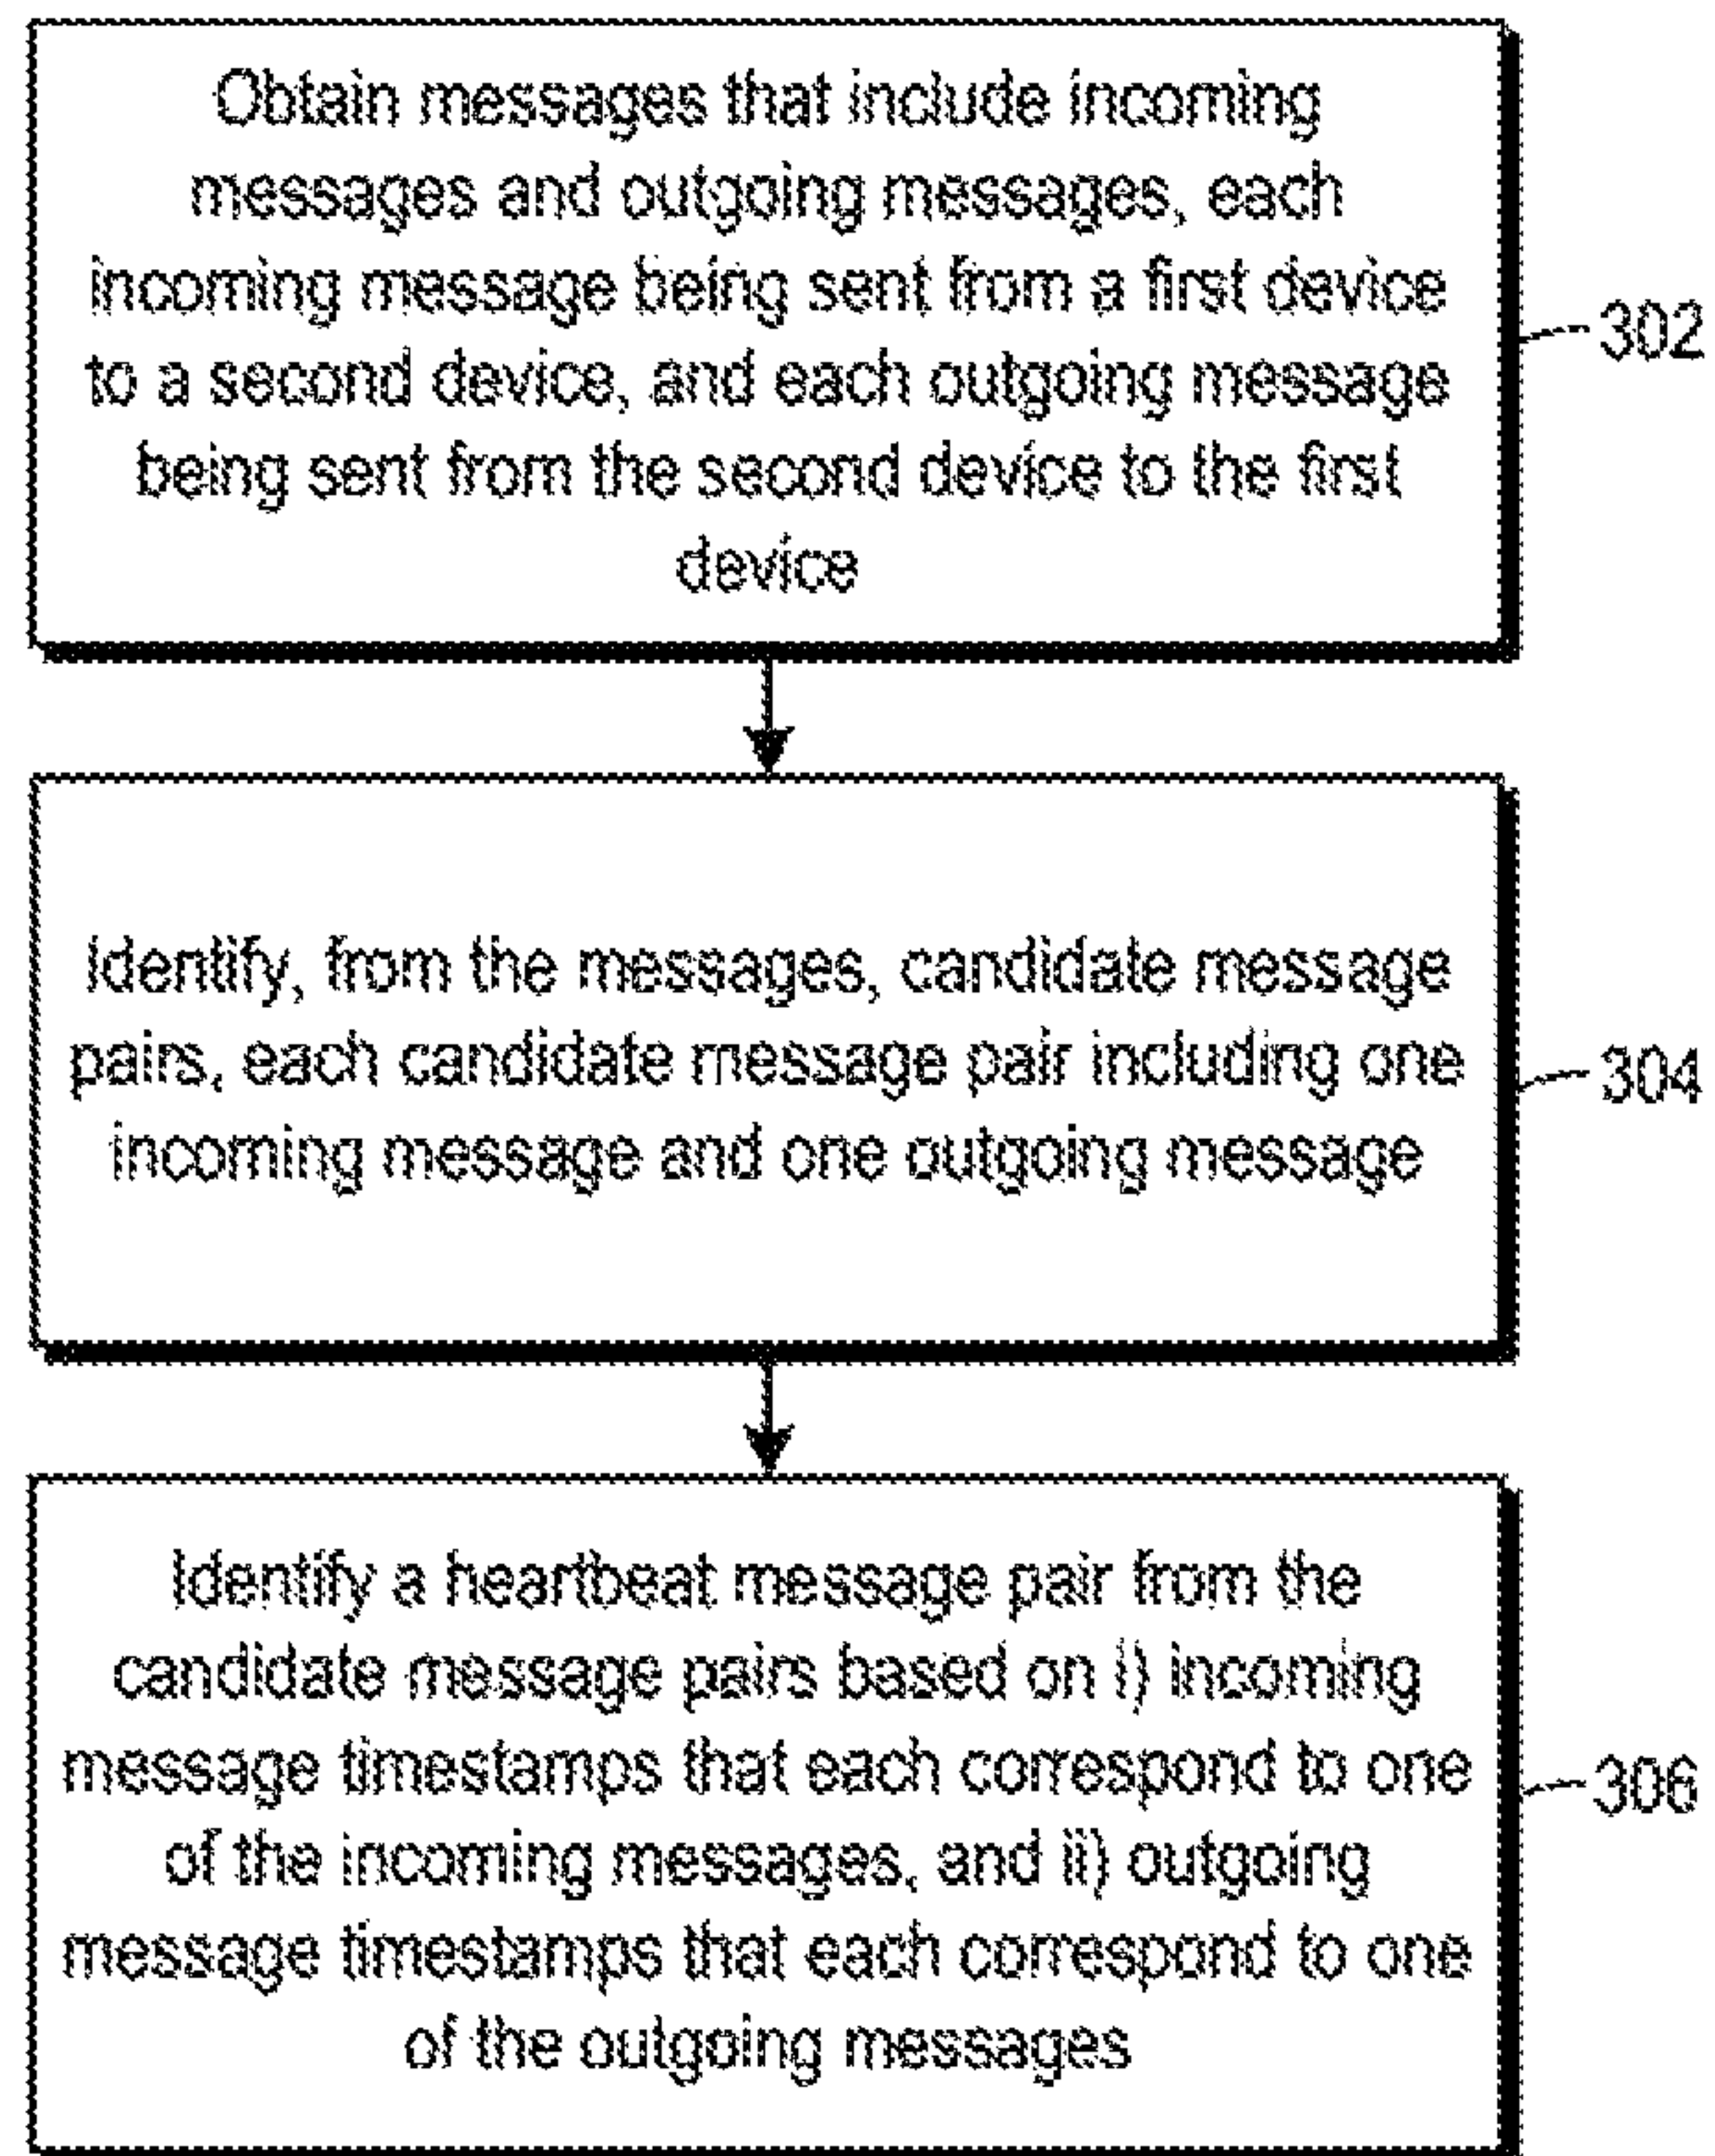 Obtain messages that include incoming
messages and outgoing messages, each
incoming message being sent from a first device
to a second device, and each outgoing message
being sent from the second device to the first
device
302
Identify, from the messages, candidate message
pairs, each candidate message pair including one
incoming message and one outgoing message
304
Identify a heartbeat message pair from the
candidate message pairs based on i) incoming
message timestamps that each correspond to one
of the incoming messages, and ii) outgoing
message timestamps that each correspond to one
of the outgoing messages
306